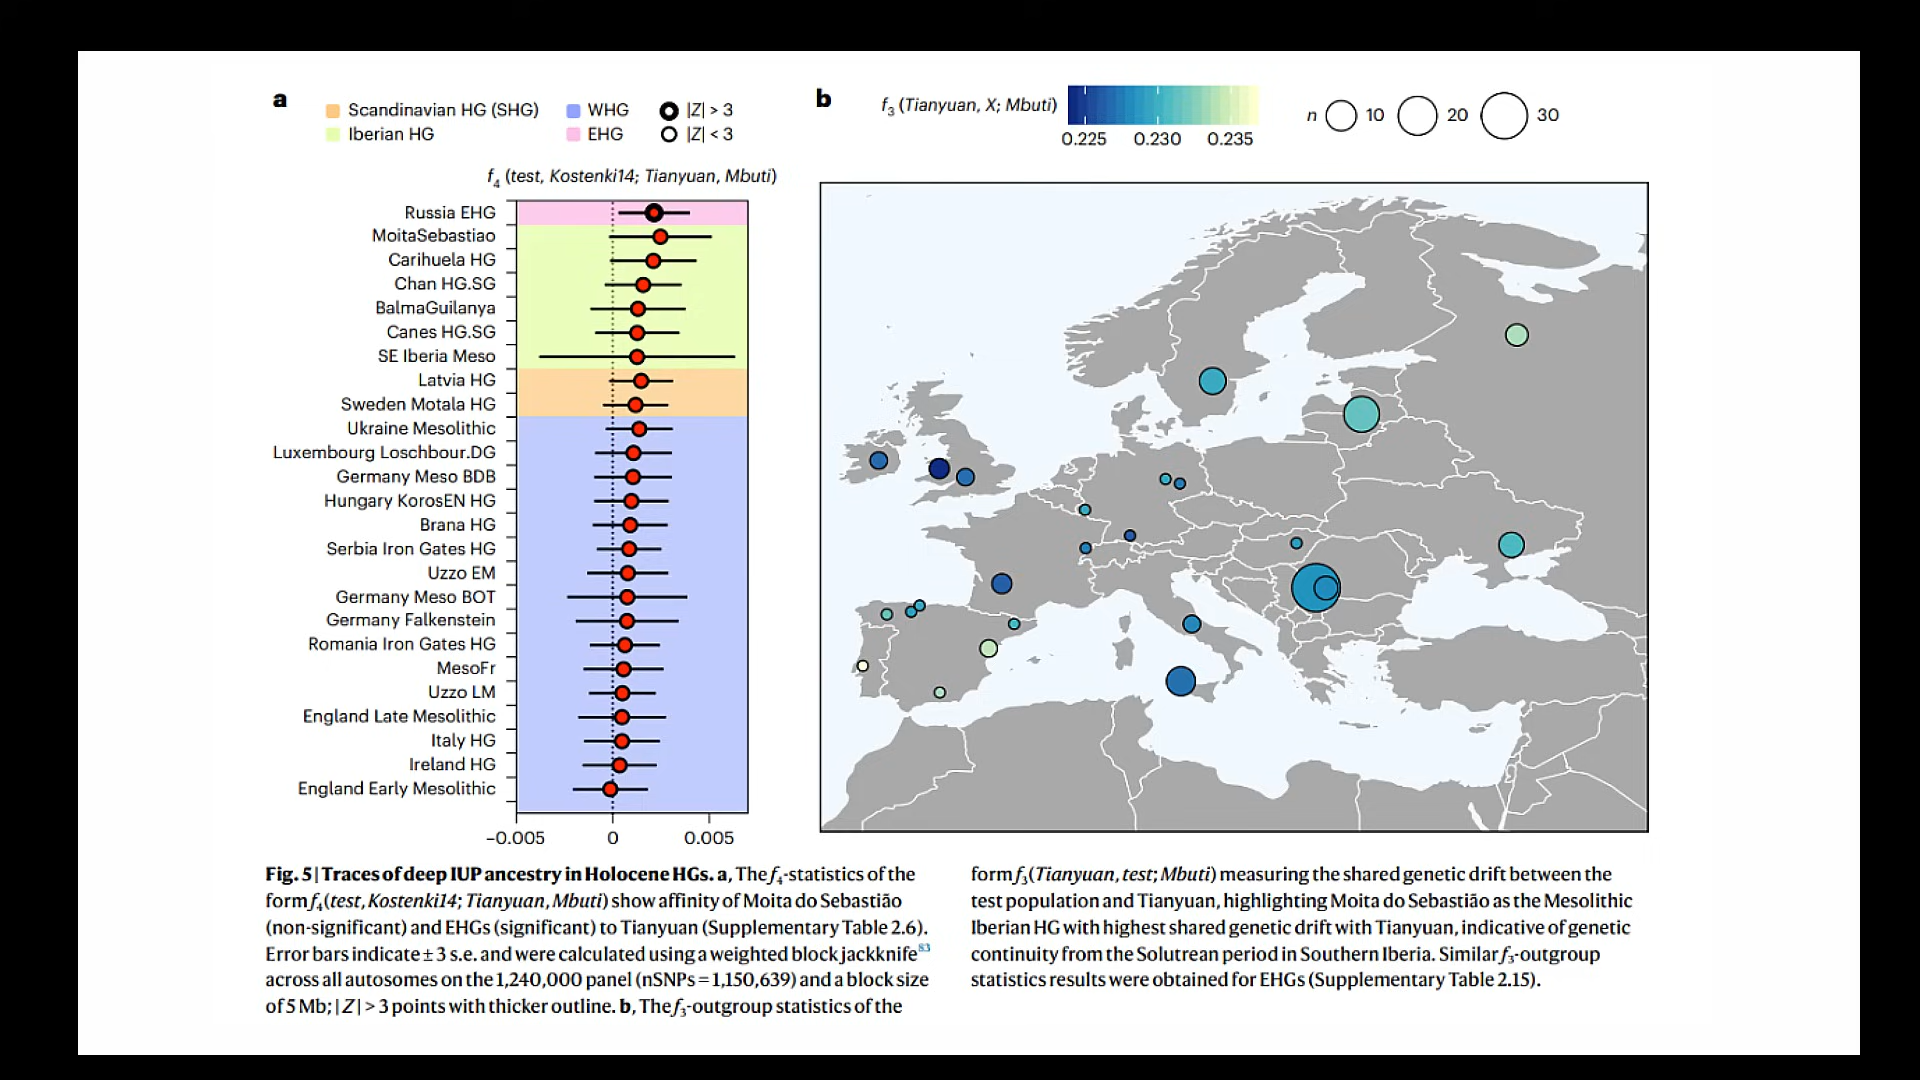 a
Scandinavian HG (SHG)
WHG
|Z| > 3
Iberian HG
EHG
|Z| < 3
f4 (test, Kostenki14; Tianyuan, Mbuti)
Russia EHG
MoitaSebastiao
Carihuela HG
Chan HG.SG
BalmaGuilanya
Canes HG.SG
SE Iberia Meso
Latvia HG
Sweden Motala HG
Ukraine Mesolithic
Luxembourg Loschbour.DG
Germany Meso BDB
Hungary KorosEN HG
Brana HG
Serbia Iron Gates HG
Uzzo EM
Germany Meso BOT
Germany Falkenstein
Romania Iron Gates HG
MesoFr
Uzzo LM
England Late Mesolithic
Italy HG
Ireland HG
England Early Mesolithic
−0.005 0 0.005
b
f3 (Tianyuan, X; Mbuti)
0.225 0.230 0.235
n 10 20 30
Fig. 5 | Traces of deep IUP ancestry in Holocene HGs. a, The f4-statistics of the
form f4(test, Kostenki14; Tianyuan, Mbuti) show affinity of Moita do Sebastião
(non-significant) and EHGs (significant) to Tianyuan (Supplementary Table 2.6).
Error bars indicate ± 3 s.e. and were calculated using a weighted block jackknife83
across all autosomes on the 1,240,000 panel (nSNPs = 1,150,639) and a block size
of 5 Mb; |Z| > 3 points with thicker outline. b, The f3-outgroup statistics of the
form f3(Tianyuan, test; Mbuti) measuring the shared genetic drift between the
test population and Tianyuan, highlighting Moita do Sebastião as the Mesolithic
Iberian HG with highest shared genetic drift with Tianyuan, indicative of genetic
continuity from the Solutrean period in Southern Iberia. Similar f3-outgroup
statistics results were obtained for EHGs (Supplementary Table 2.15).